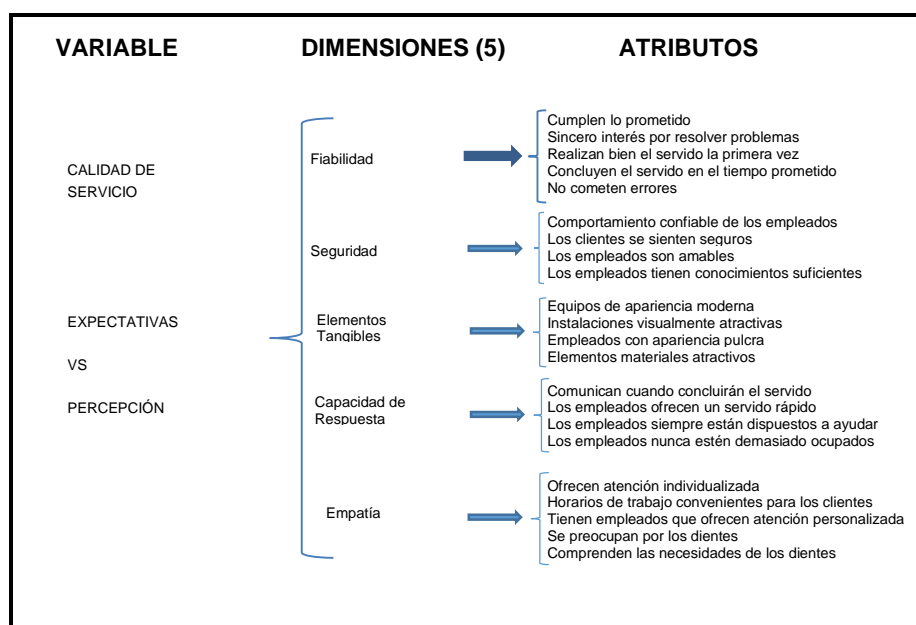 VARIABLE
DIMENSIONES (5)
ATRIBUTOS
CALIDAD DE
SERVICIO
EXPECTATIVAS
VS
PERCEPCIÓN
Fiabilidad
Cumplen lo prometido
Sincero interés por resolver problemas
Realizan bien el servido la primera vez
Concluyen el servido en el tiempo prometido
No cometen errores
Seguridad
Comportamiento confiable de los empleados
Los clientes se sienten seguros
Los empleados son amables
Los empleados tienen conocimientos suficientes
Elementos
Tangibles
Equipos de apariencia moderna
Instalaciones visualmente atractivas
Empleados con apariencia pulcra
Elementos materiales atractivos
Capacidad de
Respuesta
Comunican cuando concluirán el servido
Los empleados ofrecen un servido rápido
Los empleados siempre están dispuestos a ayudar
Los empleados nunca estén demasiado ocupados
Empatía
Ofrecen atención individualizada
Horarios de trabajo convenientes para los clientes
Tienen empleados que ofrecen atención personalizada
Se preocupan por los dientes
Comprenden las necesidades de los dientes